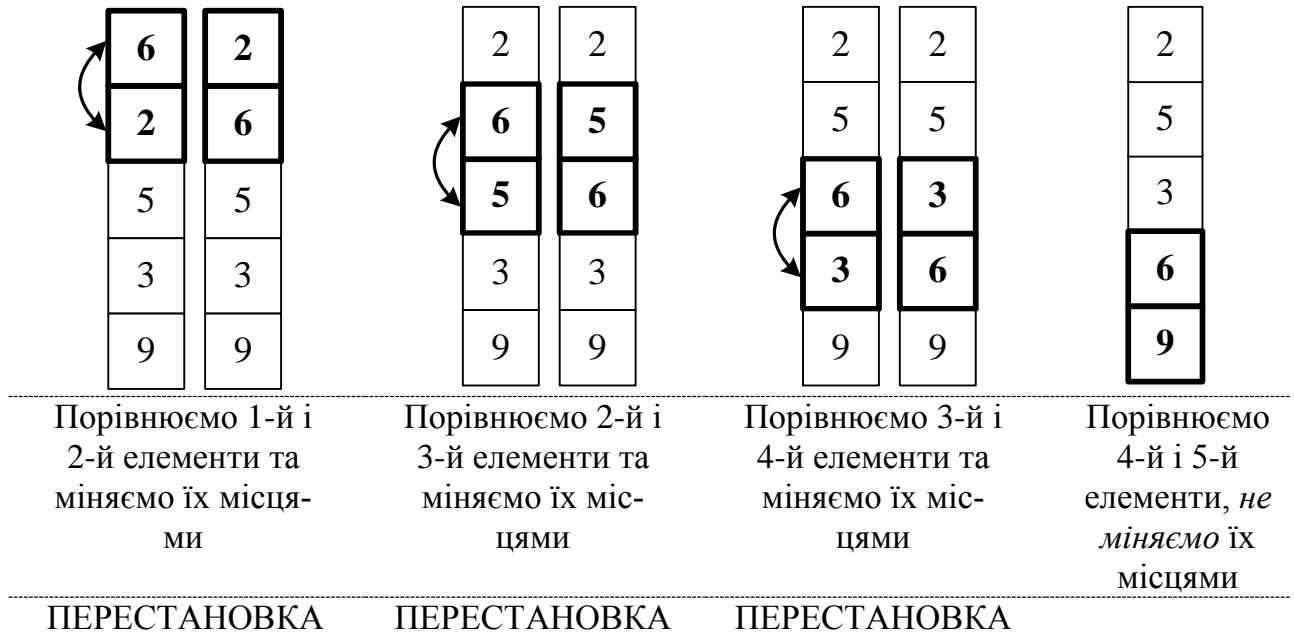 6 2
2 6
5 5
3 3
9 9
2 2
6 5
5 6
3 3
9 9
2 2
5 5
6 3
3 6
9 9
2
5
3
6
9
Порівнюємо 1-й і
2-й елементи та
міняємо їх місця-
ми
Порівнюємо 2-й і
3-й елементи та
міняємо їх міс-
цями
Порівнюємо 3-й і
4-й елементи та
міняємо їх міс-
цями
Порівнюємо
4-й і 5-й
елементи, не
міняємо їх
місцями
ПЕРЕСТАНОВКА
ПЕРЕСТАНОВКА
ПЕРЕСТАНОВКА